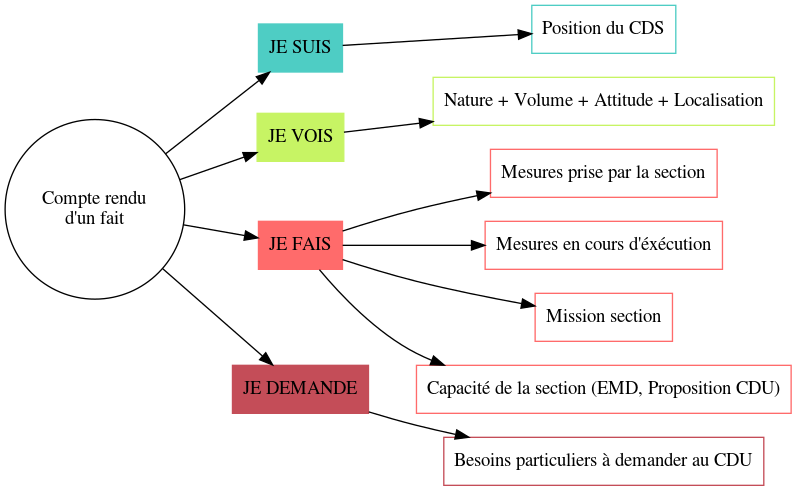 Compte rendu
d'un fait
JE SUIS
Position du CDS
JE VOIS
Nature + Volume + Attitude + Localisation
JE FAIS
Mesures prise par la section
Mesures en cours d'éxécution
Mission section
Capacité de la section (EMD, Proposition CDU)
JE DEMANDE
Besoins particuliers à demander au CDU